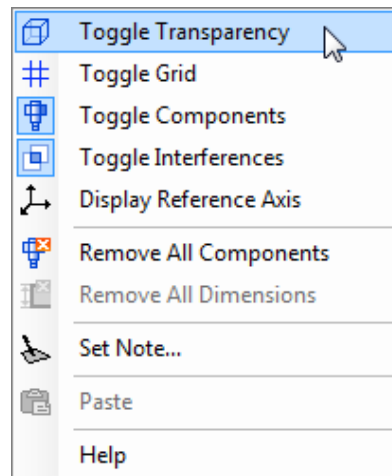 Toggle Transparency
Toggle Grid
Toggle Components
Toggle Interferences
Display Reference Axis
Remove All Components
Remove All Dimensions
Set Note...
Paste
Help